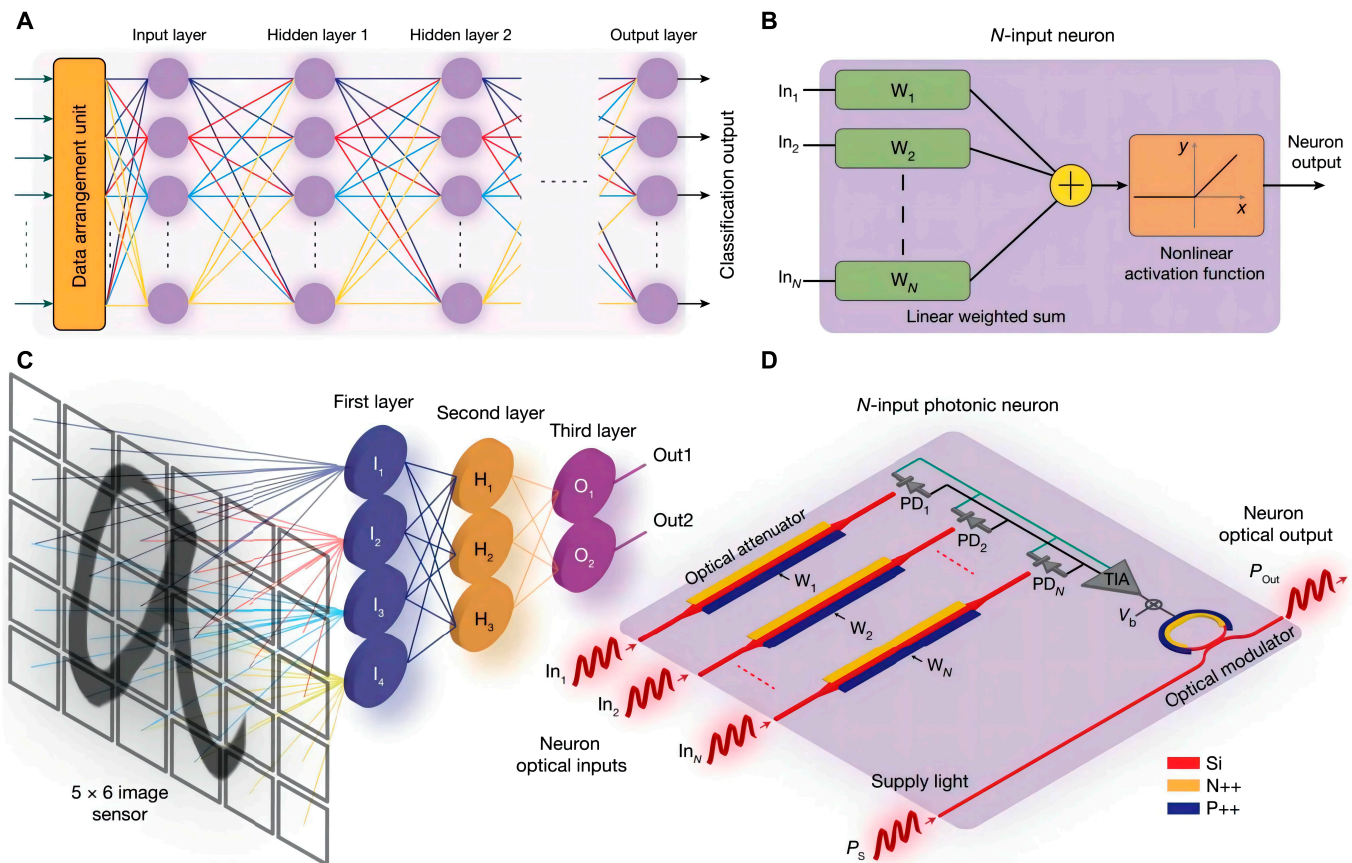 A
Input layer
Hidden layer 1
Hidden layer 2
Output layer
Data arrangement unit
Classification output
B
N-input neuron
In1
W1
In2
W2
InN
WN
Linear weighted sum
y
x
Nonlinear
activation function
Neuron
output
C
First layer
Second layer
Third layer
I1
I2
I3
I4
H1
H2
H3
O1
O2
Out1
Out2
5 × 6 image
sensor
D
N-input photonic neuron
Optical attenuator
W1
W2
WN
PD1
PD2
PDN
TIA
Vb
Optical modulator
Neuron
optical output
POut
In1
In2
InN
Neuron
optical inputs
Supply light
PS
Si
N++
P++